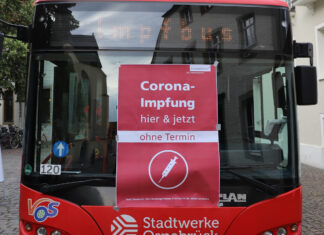 Impfbus
Corona-
Impfung
hier & jetzt
ohne Termin
120
VOS
MAN
Stadtwerke
Osnabrück